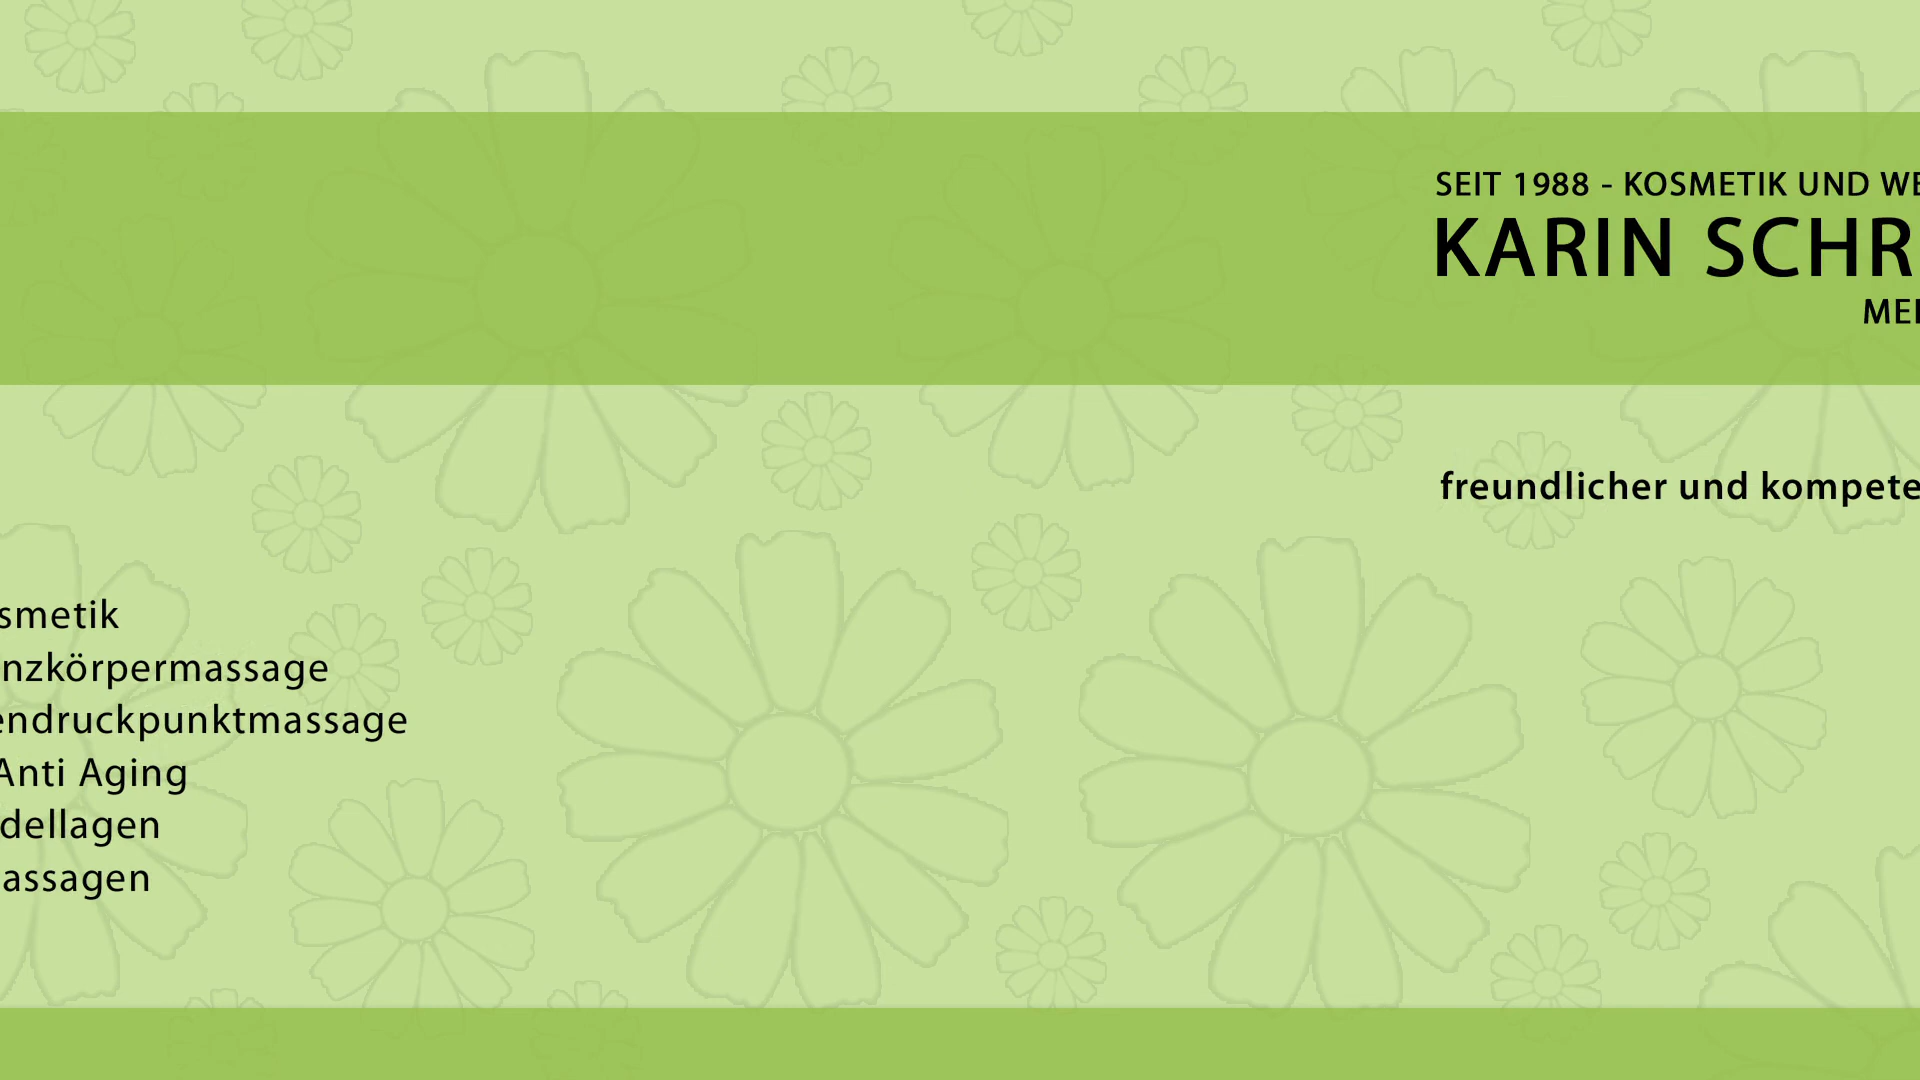 SEIT 1988 - KOSMETIK UND WE
KARIN SCHR
MEI
freundlicher und kompete
smetik
nzkörpermassage
endruckpunktmassage
Anti Aging
dellagen
assagen